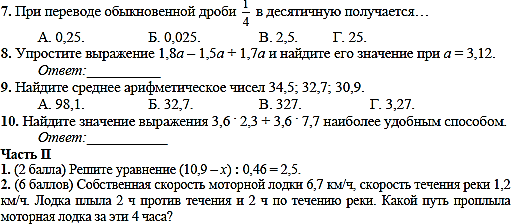 7. При переводе обыкновенной дроби 1/4 в десятичную получается…
А. 0,25. Б. 0,025. В. 2,5. Г. 25.
8. Упростите выражение 1,8a – 1,5a + 1,7a и найдите его значение при a = 3,12.
Ответ:___________
9. Найдите среднее арифметическое чисел 34,5; 32,7; 30,9.
А. 98,1. Б. 32,7. В. 327. Г. 3,27.
10. Найдите значение выражения 3,6 · 2,3 + 3,6 · 7,7 наиболее удобным способом.
Ответ:____________
Часть II
1. (2 балла) Решите уравнение (10,9 – x) : 0,46 = 2,5.
2. (6 баллов) Собственная скорость моторной лодки 6,7 км/ч, скорость течения реки 1,2
км/ч. Лодка плыла 2 ч против течения и 2 ч по течению реки. Какой путь проплыла
моторная лодка за эти 4 часа?